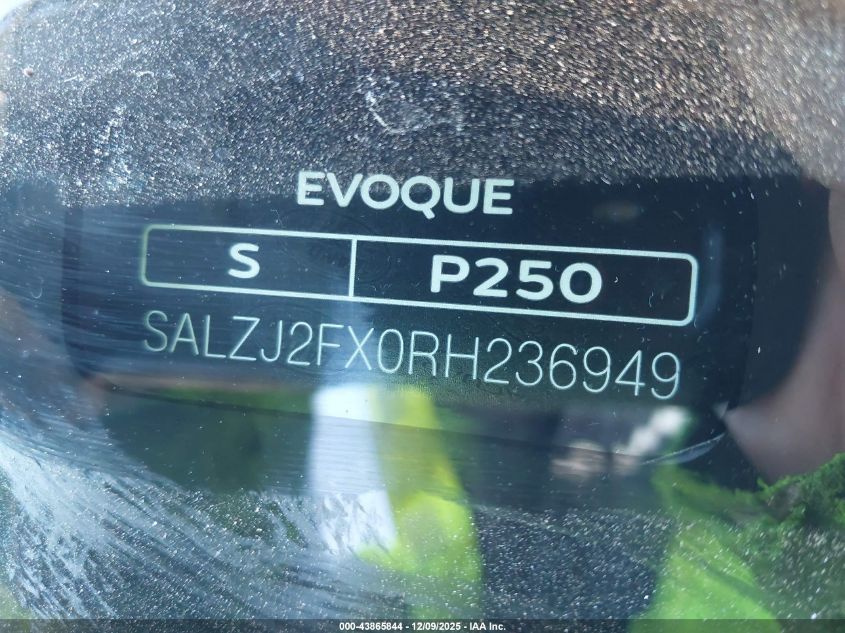 EVOQUE
S P250
SALZJ2FX0RH236949
000-43865844 - 12/09/2025 - IAA Inc.